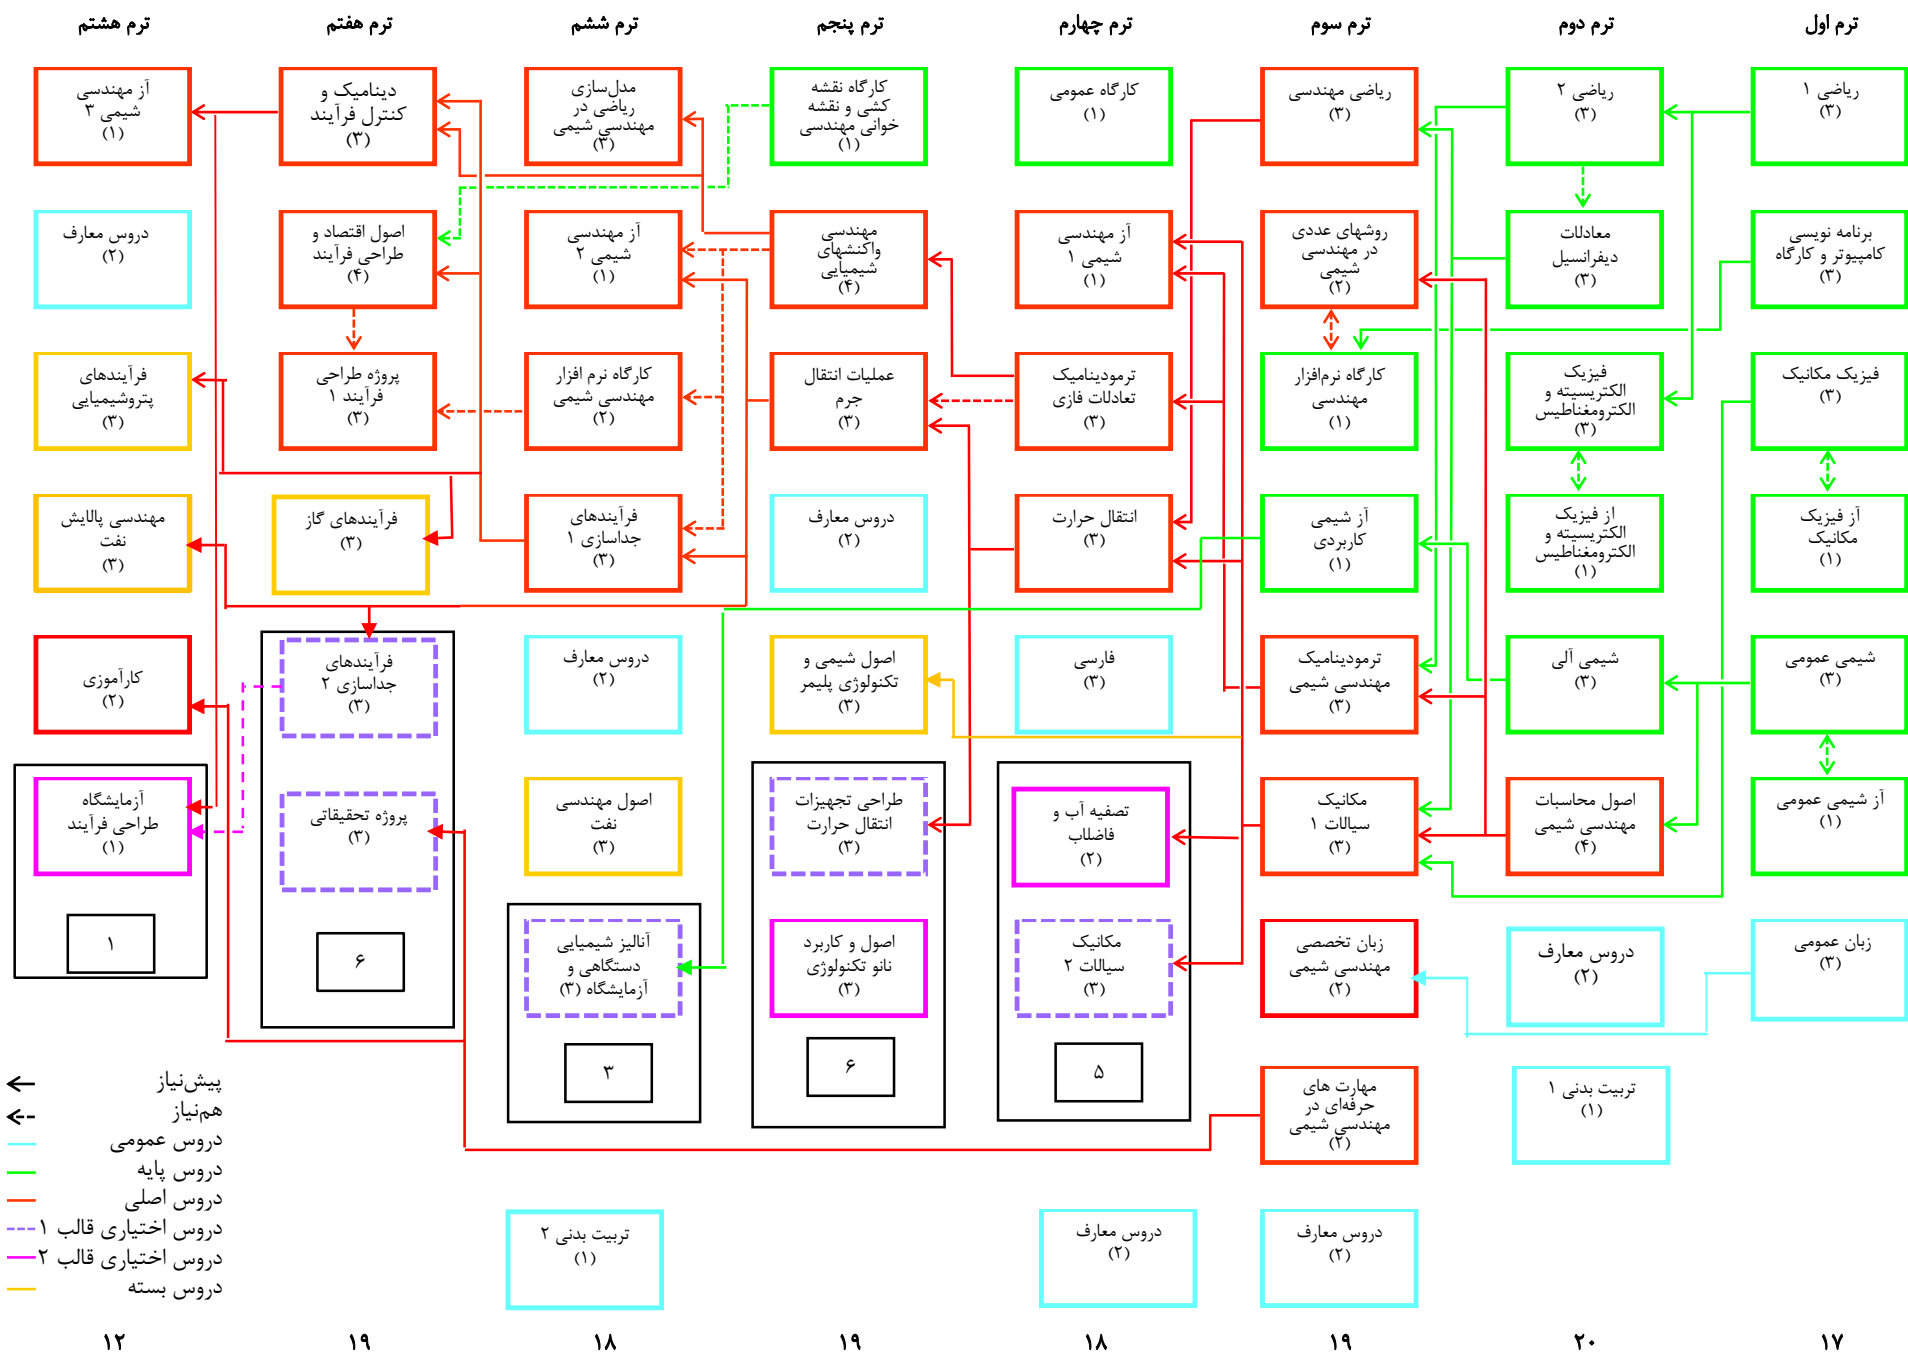 ترم اول
ترم دوم
ترم سوم
ترم چهارم
ترم پنجم
ترم ششم
ترم هفتم
ترم هشتم
ریاضی ۱
(۳)
ریاضی ۲
(۳)
ریاضی مهندسی
(۳)
کارگاه عمومی
(۱)
کارگاه نقشه
کشی و نقشه
خوانی مهندسی
(۱)
مدل‌سازی
ریاضی در
مهندسی شیمی
(۳)
دینامیک و
کنترل فرآیند
(۳)
آز مهندسی
شیمی ۳
(۱)
برنامه نویسی
کامپیوتر و کارگاه
(۳)
معادلات
دیفرانسیل
(۳)
روشهای عددی
در مهندسی
شیمی
(۲)
آز مهندسی
شیمی ۱
(۱)
مهندسی
واکنشهای
شیمیایی
(۴)
آز مهندسی
شیمی ۲
(۱)
اصول اقتصاد و
طراحی فرآیند
(۴)
دروس معارف
(۲)
فیزیک مکانیک
(۳)
فیزیک
الکتریسیته و
الکترومغناطیس
(۳)
کارگاه نرم‌افزار
مهندسی
(۱)
ترمودینامیک
تعادلات فازی
(۳)
عملیات انتقال
جرم
(۳)
کارگاه نرم افزار
مهندسی شیمی
(۲)
پروژه طراحی
فرآیند ۱
(۳)
فرآیندهای
پتروشیمیایی
(۳)
آز فیزیک
مکانیک
(۱)
از فیزیک
الکتریسیته و
الکترومغناطیس
(۱)
آز شیمی
کاربردی
(۱)
انتقال حرارت
(۳)
دروس معارف
(۲)
فرآیندهای
جداسازی ۱
(۳)
فرآیندهای گاز
(۳)
مهندسی پالایش
نفت
(۳)
شیمی عمومی
(۳)
شیمی آلی
(۳)
ترمودینامیک
مهندسی شیمی
(۳)
فارسی
(۳)
اصول شیمی و
تکنولوژی پلیمر
(۳)
دروس معارف
(۲)
فرآیندهای
جداسازی ۲
(۳)
کارآموزی
(۲)
آز شیمی عمومی
(۱)
اصول محاسبات
مهندسی شیمی
(۴)
مکانیک
سیالات ۱
(۳)
تصفیه آب و
فاضلاب
(۲)
طراحی تجهیزات
انتقال حرارت
(۳)
اصول مهندسی
نفت
(۳)
پروژه تحقیقاتی
(۳)
آزمایشگاه
طراحی فرآیند
(۱)
زبان عمومی
(۳)
دروس معارف
(۲)
زبان تخصصی
مهندسی شیمی
(۲)
مکانیک
سیالات ۲
(۳)
اصول و کاربرد
نانو تکنولوژی
(۳)
آنالیز شیمیایی
دستگاهی و
آزمایشگاه (۳)
۶
۱
تربیت بدنی ۱
(۱)
مهارت های
حرفه‌ای در
مهندسی شیمی
(۲)
۵
۶
۳
دروس معارف
(۲)
دروس معارف
(۲)
تربیت بدنی ۲
(۱)
پیش‌نیاز
هم‌نیاز
دروس عمومی
دروس پایه
دروس اصلی
دروس اختیاری قالب ۱
دروس اختیاری قالب ۲
دروس بسته
۱۷
۲۰
۱۹
۱۸
۱۹
۱۸
۱۹
۱۲